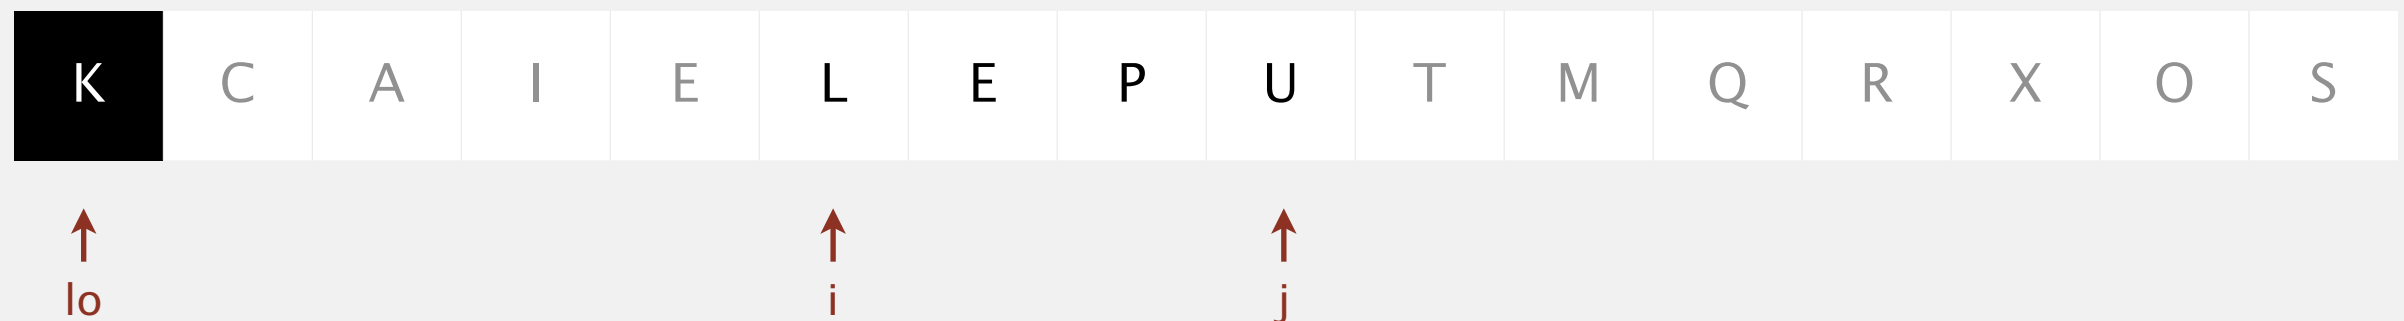 K C A I E L E P U T M Q R X O S
lo i j